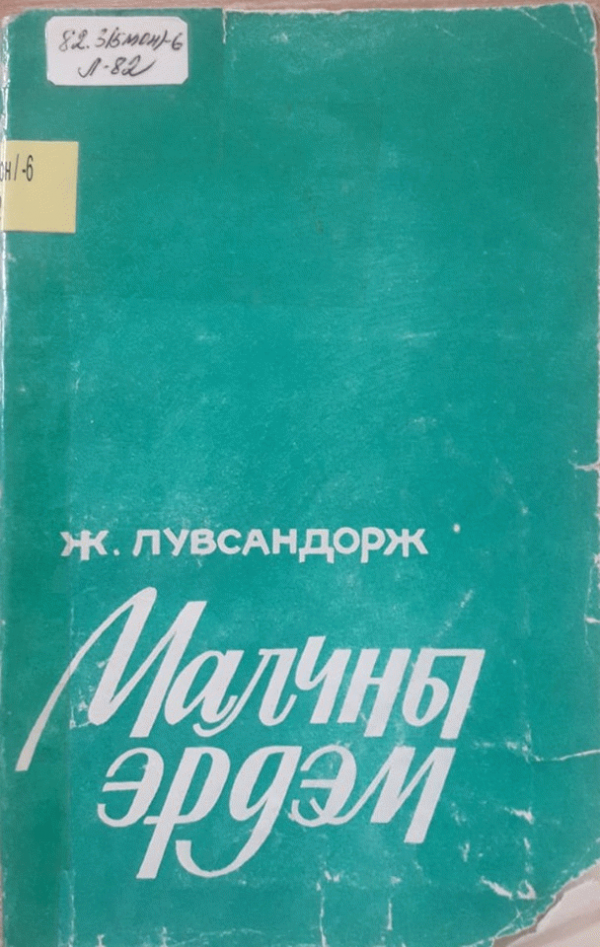 82.3(5мон)-6
Л-82
он/-6
Ж. ЛУВСАНДОРЖ
Малчны
эрдэм